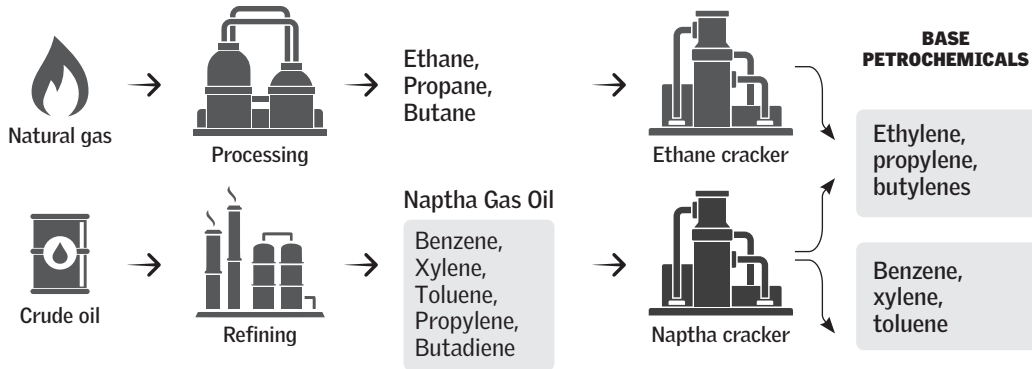 Natural gas
Processing
Ethane,
Propane,
Butane
Ethane cracker
BASE
PETROCHEMICALS
Ethylene,
propylene,
butylenes
Crude oil
Refining
Naptha Gas Oil
Benzene,
Xylene,
Toluene,
Propylene,
Butadiene
Naptha cracker
Benzene,
xylene,
toluene